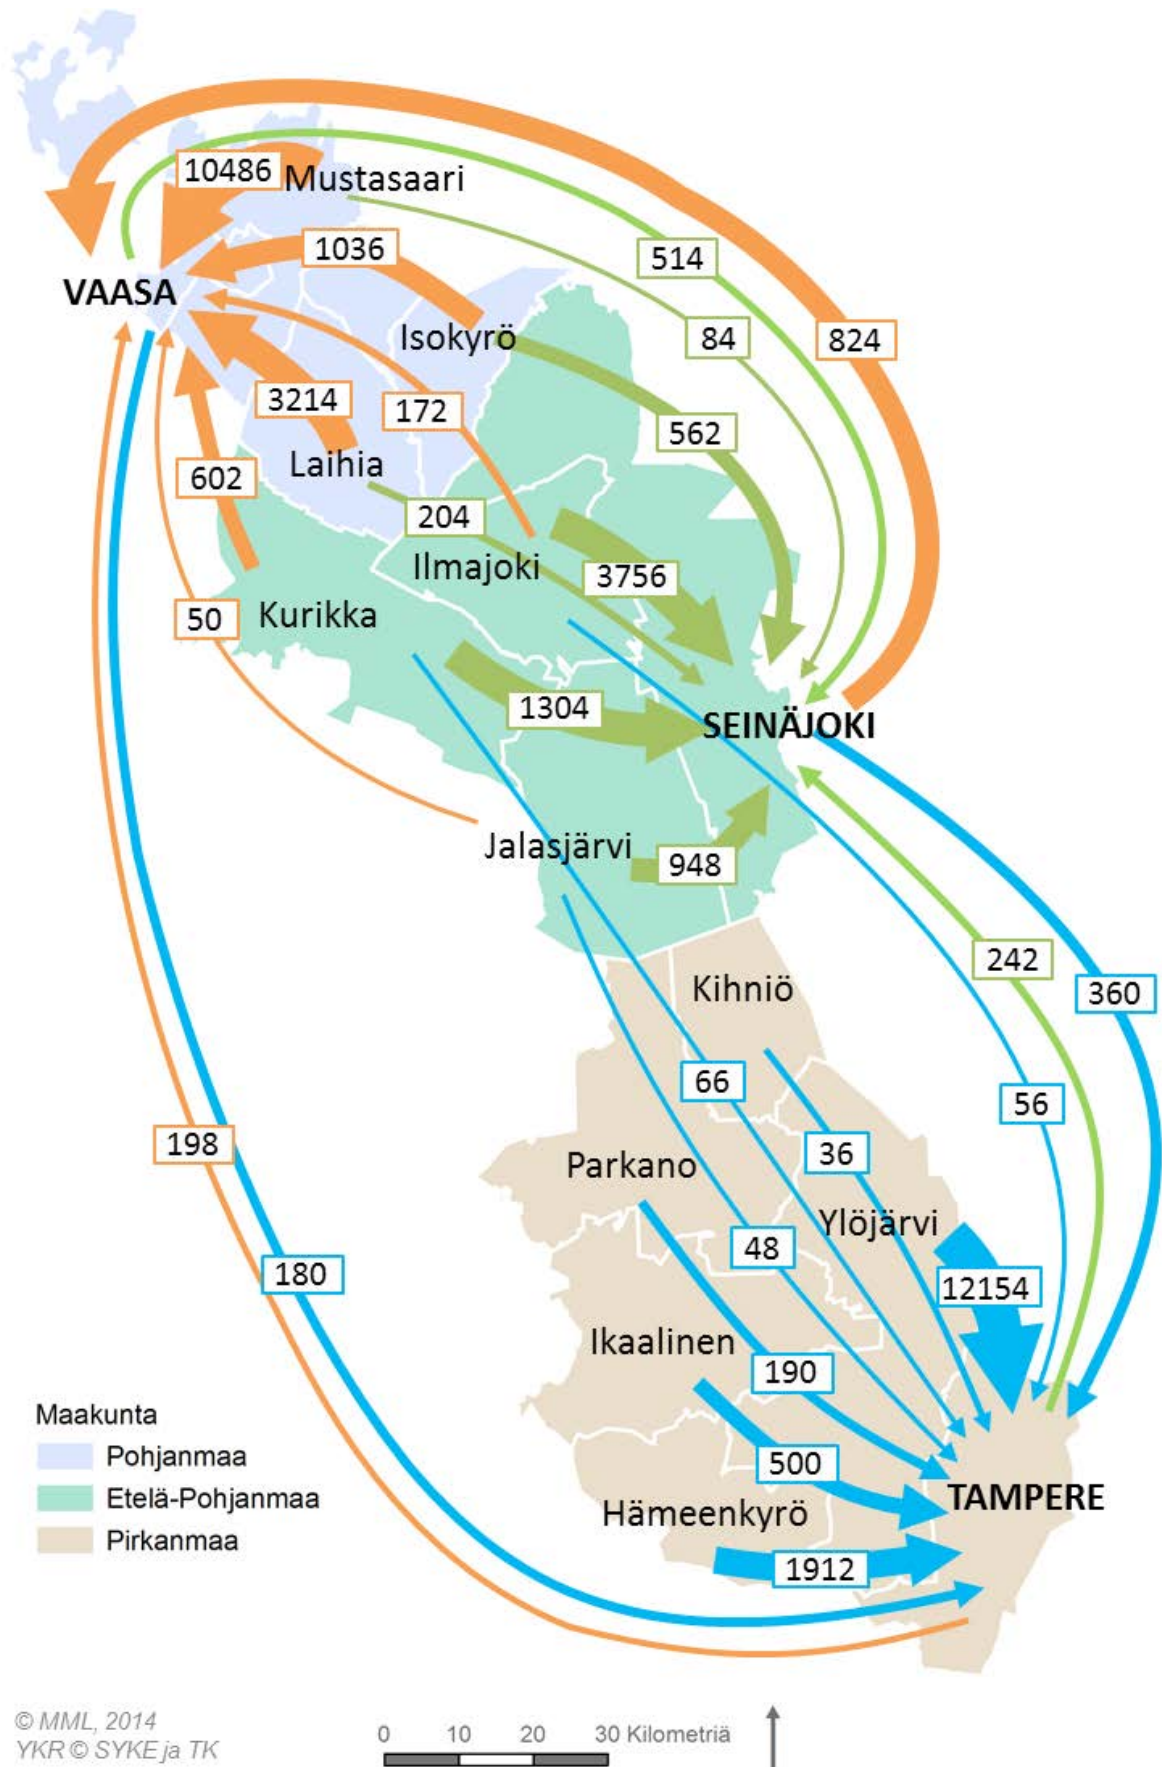 10486
Mustasaari
1036
514
VAASA
84
824
Isokyrö
3214
172
562
Laihia
602
204
Ilmajoki
3756
50
Kurikka
1304
SEINÄJOKI
Jalasjärvi
948
242
Kihniö
360
66
56
198
36
Parkano
Ylöjärvi
48
180
12154
Ikaalinen
190
500
TAMPERE
Hämeenkyrö
1912
Maakunta
Pohjanmaa
Etelä-Pohjanmaa
Pirkanmaa
© MML, 2014
YKR © SYKE ja TK
0 10 20 30 Kilometriä